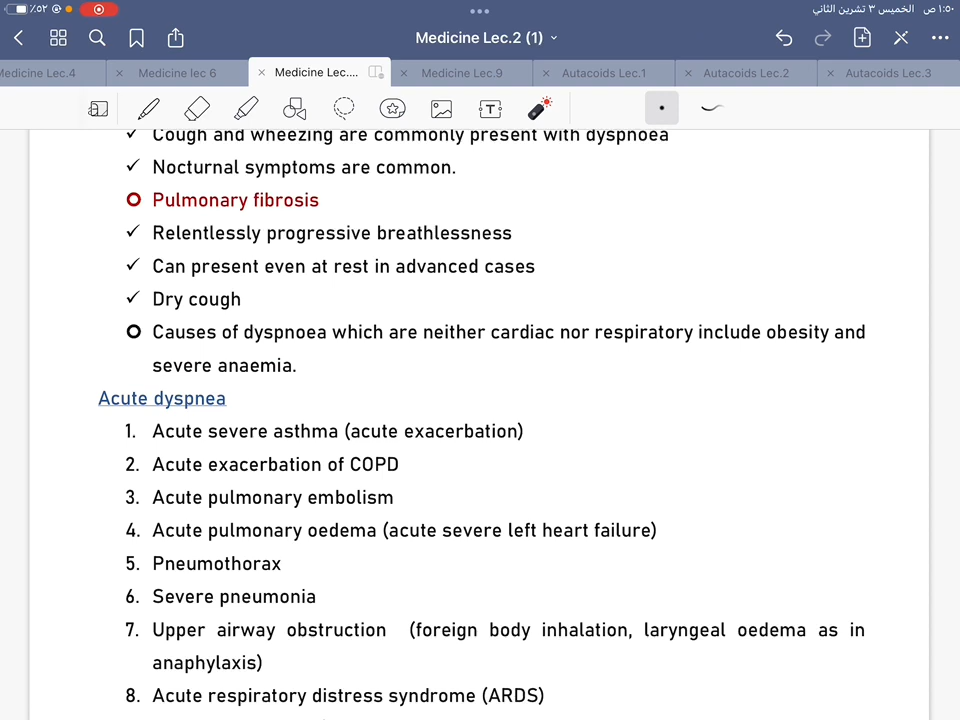 ٪٥٢
١:٥٠ ص الخميس ٣ تشرين الثاني
Medicine Lec.2 (1)
Medicine Lec.4
Medicine lec 6
Medicine Lec....
Medicine Lec.9
Autacoids Lec.1
Autacoids Lec.2
Autacoids Lec.3
✓ Cough and wheezing are commonly present with dyspnoea
✓ Nocturnal symptoms are common.
Pulmonary fibrosis
✓ Relentlessly progressive breathlessness
✓ Can present even at rest in advanced cases
✓ Dry cough
Causes of dyspnoea which are neither cardiac nor respiratory include obesity and
severe anaemia.
Acute dyspnea
1. Acute severe asthma (acute exacerbation)
2. Acute exacerbation of COPD
3. Acute pulmonary embolism
4. Acute pulmonary oedema (acute severe left heart failure)
5. Pneumothorax
6. Severe pneumonia
7. Upper airway obstruction (foreign body inhalation, laryngeal oedema as in
anaphylaxis)
8. Acute respiratory distress syndrome (ARDS)